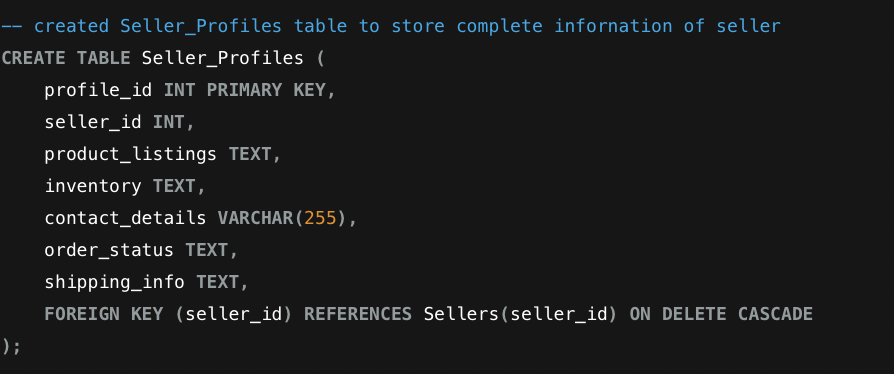 -- created Seller_Profiles table to store complete infornation of seller
CREATE TABLE Seller_Profiles (
    profile_id INT PRIMARY KEY,
    seller_id INT,
    product_listings TEXT,
    inventory TEXT,
    contact_details VARCHAR(255),
    order_status TEXT,
    shipping_info TEXT,
    FOREIGN KEY (seller_id) REFERENCES Sellers(seller_id) ON DELETE CASCADE
);